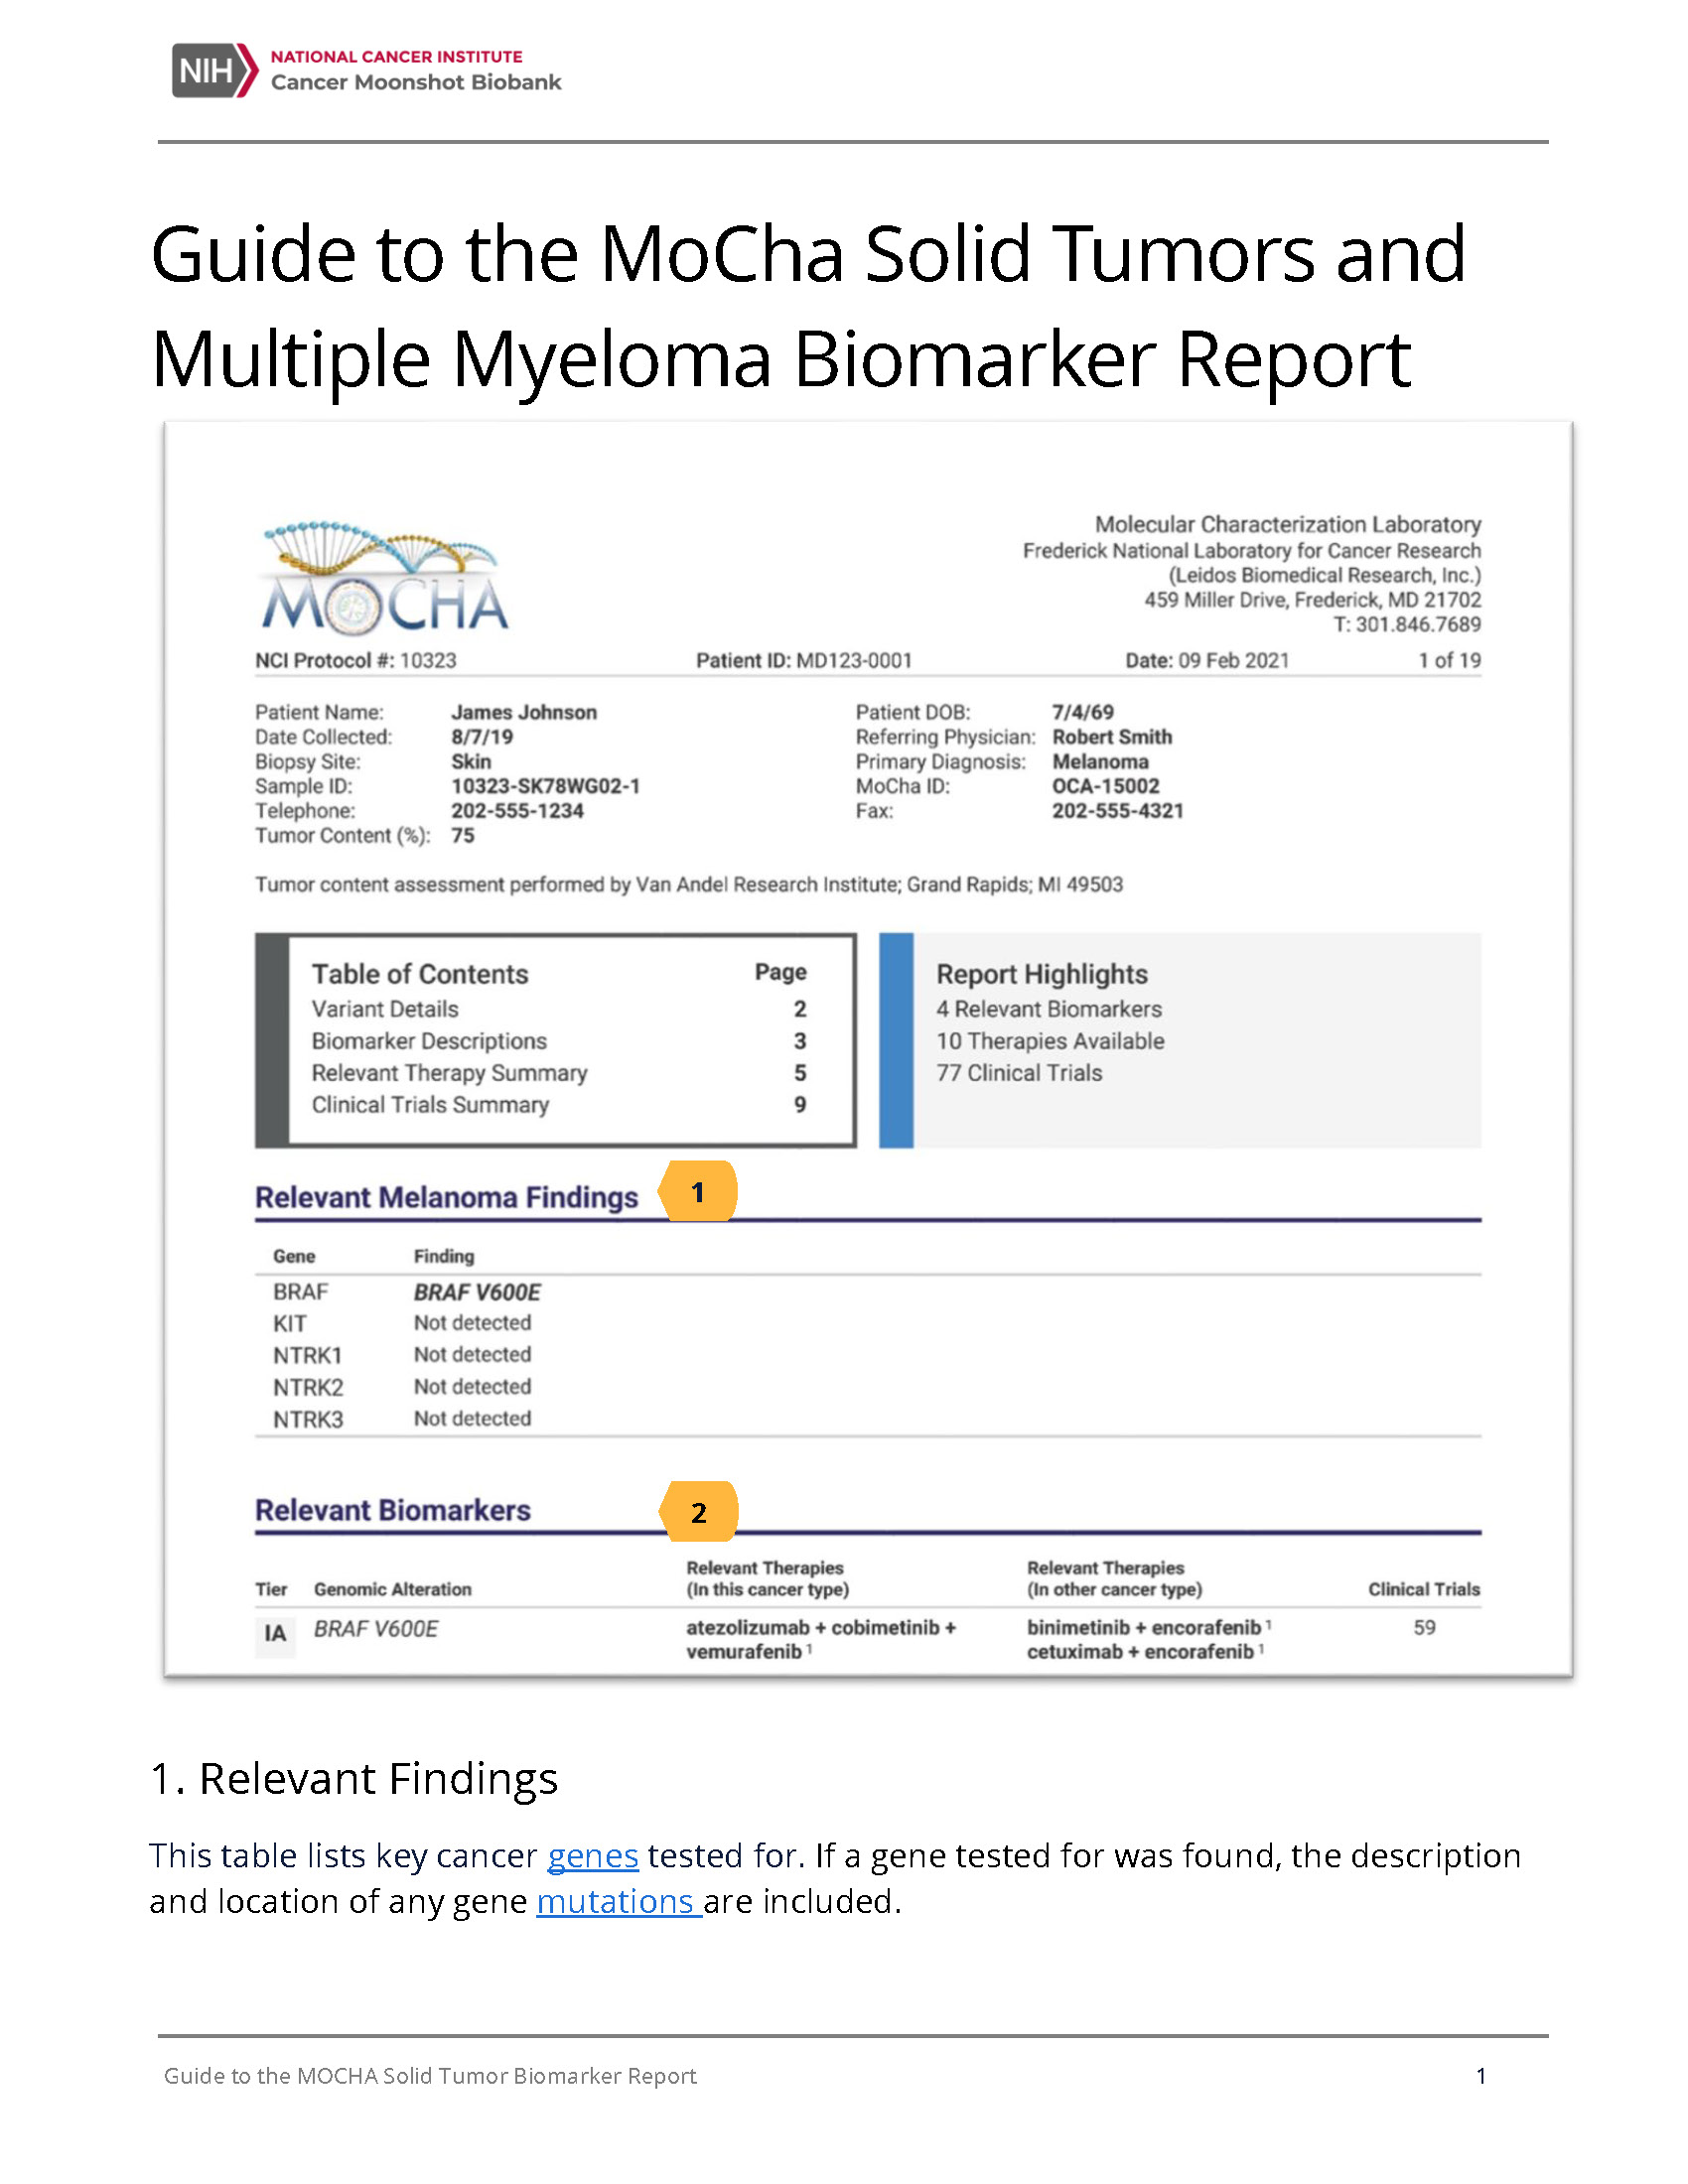 NIH NATIONAL CANCER INSTITUTE
Cancer Moonshot Biobank
Guide to the MoCha Solid Tumors and
Multiple Myeloma Biomarker Report
MOCHA
Molecular Characterization Laboratory
Frederick National Laboratory for Cancer Research
(Leidos Biomedical Research, Inc.)
459 Miller Drive, Frederick, MD 21702
T: 301.846.7689
NCI Protocol #: 10323 Patient ID: MD123-0001 Date: 09 Feb 2021 1 of 19
Patient Name: James Johnson Patient DOB: 7/4/69
Date Collected: 8/7/19 Referring Physician: Robert Smith
Biopsy Site: Skin Primary Diagnosis: Melanoma
Sample ID: 10323-SK78WG02-1 MoCha ID: OCA-15002
Telephone: 202-555-1234 Fax: 202-555-4321
Tumor Content (%): 75
Tumor content assessment performed by Van Andel Research Institute; Grand Rapids; MI 49503
Table of Contents Page
Variant Details 2
Biomarker Descriptions 3
Relevant Therapy Summary 5
Clinical Trials Summary 9
Report Highlights
4 Relevant Biomarkers
10 Therapies Available
77 Clinical Trials
Relevant Melanoma Findings 1
Gene Finding
BRAF BRAF V600E
KIT Not detected
NTRK1 Not detected
NTRK2 Not detected
NTRK3 Not detected
Relevant Biomarkers 2
Tier Genomic Alteration Relevant Therapies (In this cancer type) Relevant Therapies (In other cancer type) Clinical Trials
IA BRAF V600E atezolizumab + cobimetinib + binimetinib + encorafenib 1 59
vemurafenib 1 cetuximab + encorafenib 1
1. Relevant Findings
This table lists key cancer genes tested for. If a gene tested for was found, the description
and location of any gene mutations are included.
Guide to the MOCHA Solid Tumor Biomarker Report 1